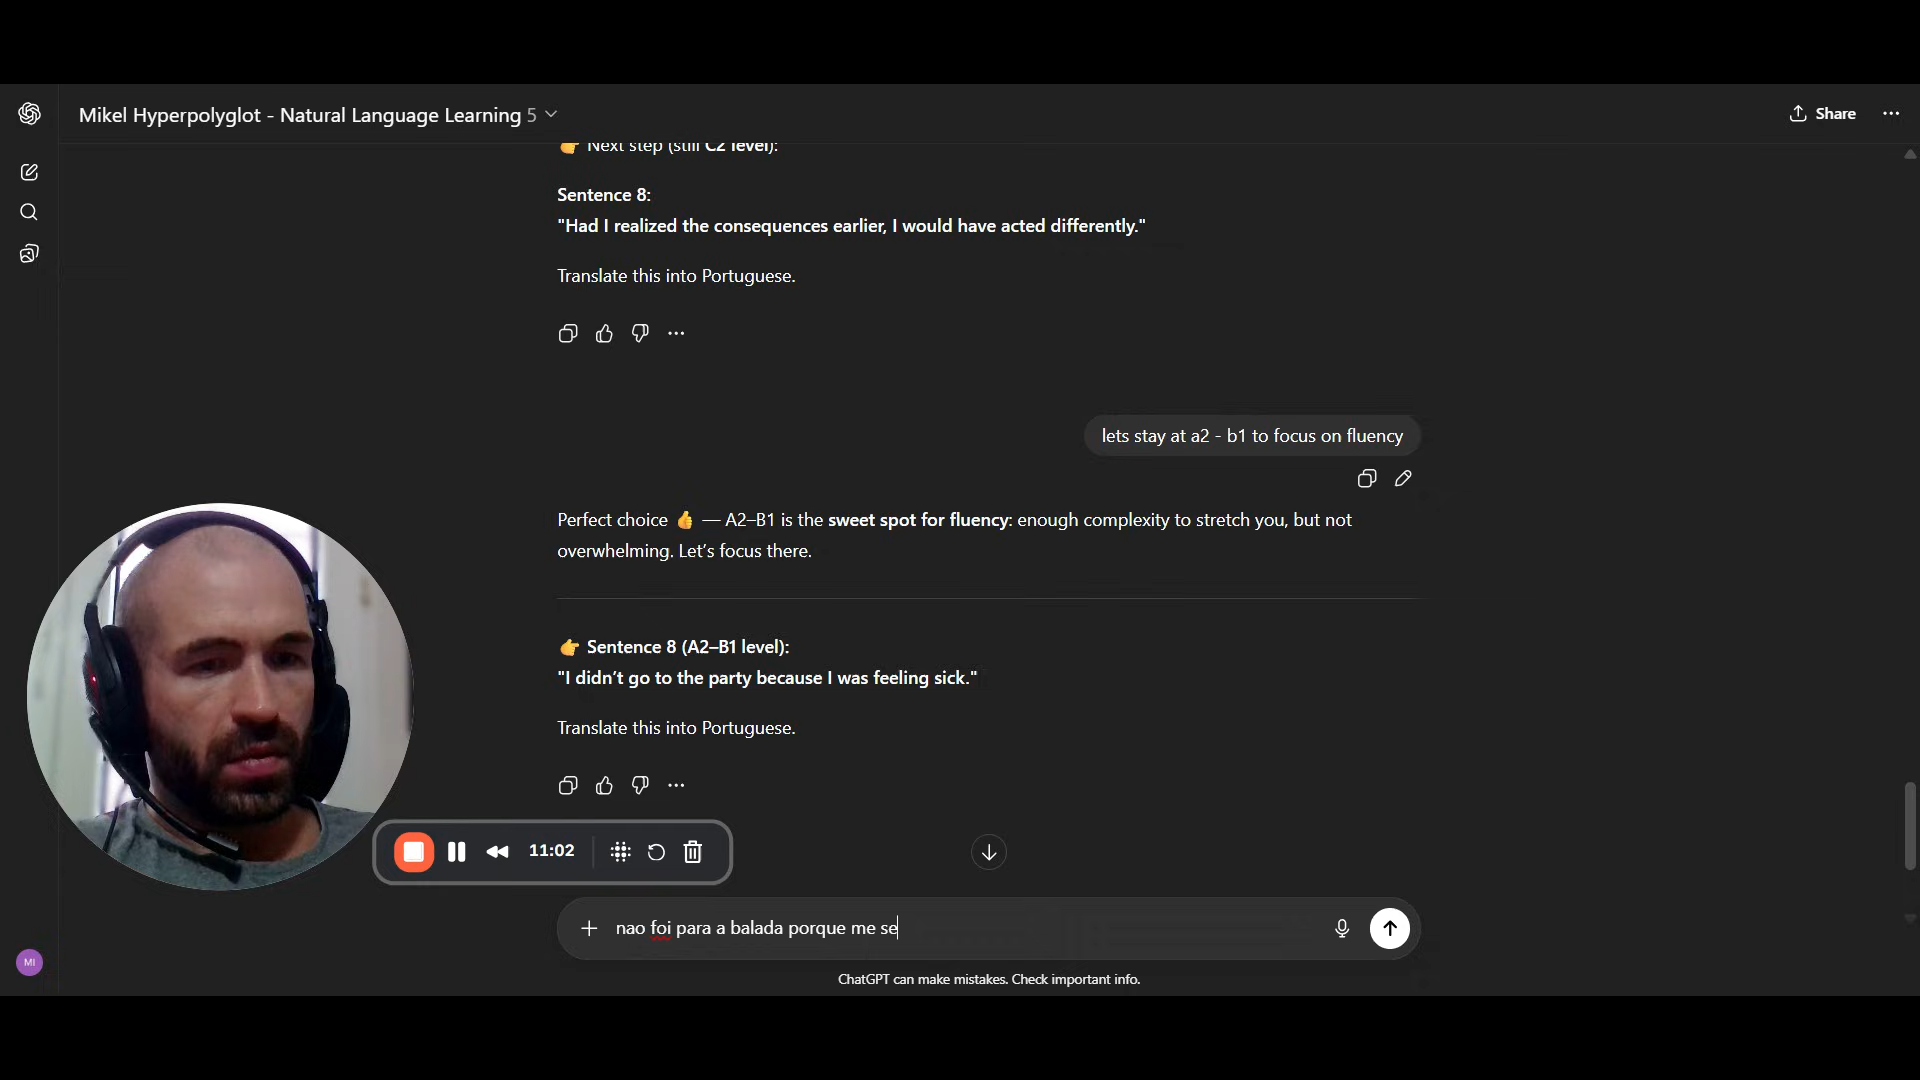 Mikel Hyperpolyglot - Natural Language Learning 5
Share
👉 Next step (still C2 level):
Sentence 8:
"Had I realized the consequences earlier, I would have acted differently."
Translate this into Portuguese.
lets stay at a2 - b1 to focus on fluency
Perfect choice 👍 — A2–B1 is the sweet spot for fluency: enough complexity to stretch you, but not
overwhelming. Let’s focus there.
👉 Sentence 8 (A2–B1 level):
"I didn’t go to the party because I was feeling sick."
Translate this into Portuguese.
11:02
nao foi para a balada porque me se
MI
ChatGPT can make mistakes. Check important info.